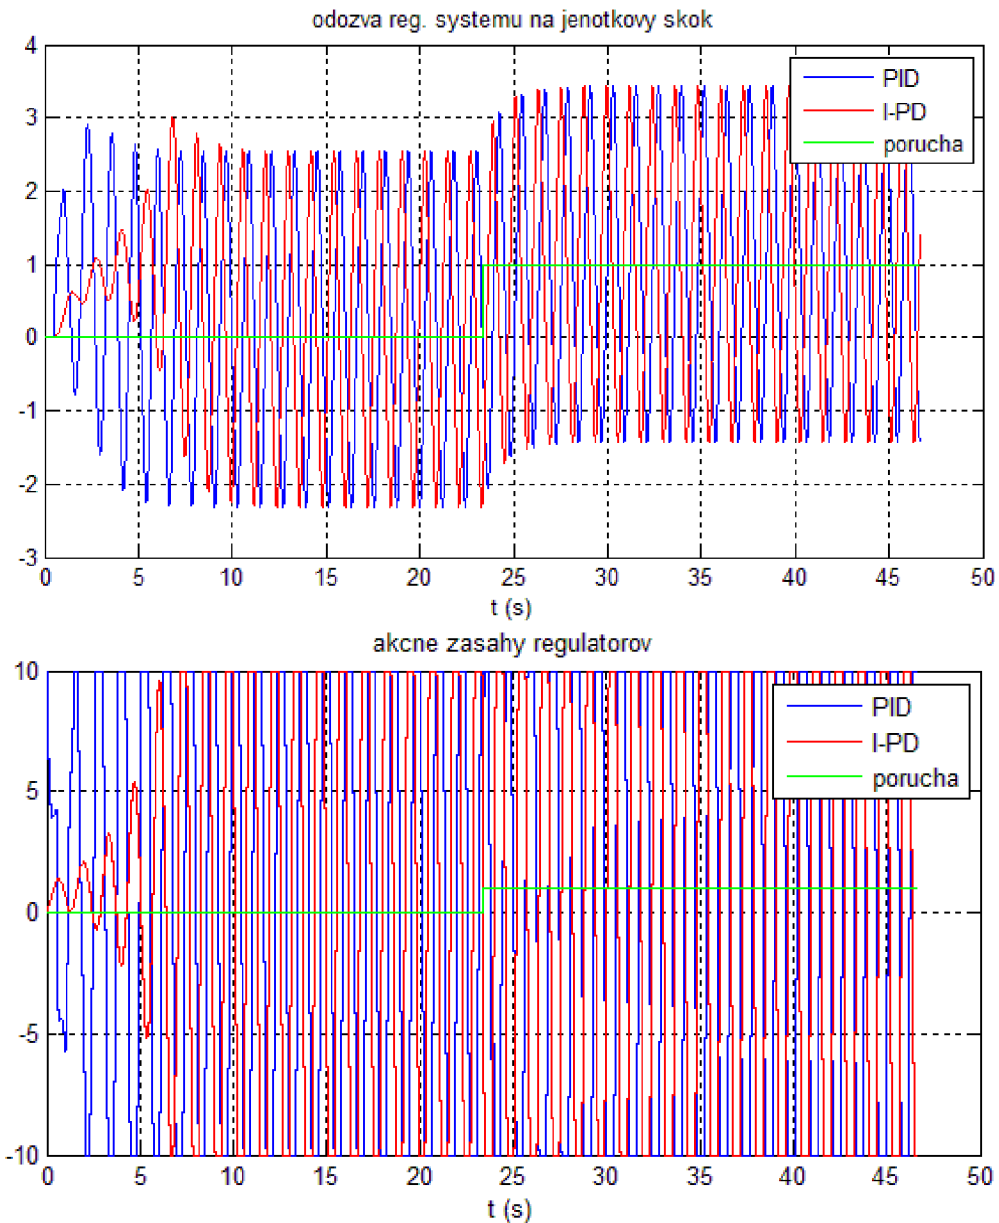 odozva reg. systemu na jenotkovy skok
4
3
2
1
0
-1
-2
-3
PID
I-PD
porucha
0 5 10 15 20 25 30 35 40 45 50
t (s)
akcne zasahy regulatorov
10
5
0
-5
-10
PID
I-PD
porucha
0 5 10 15 20 25 30 35 40 45 50
t (s)